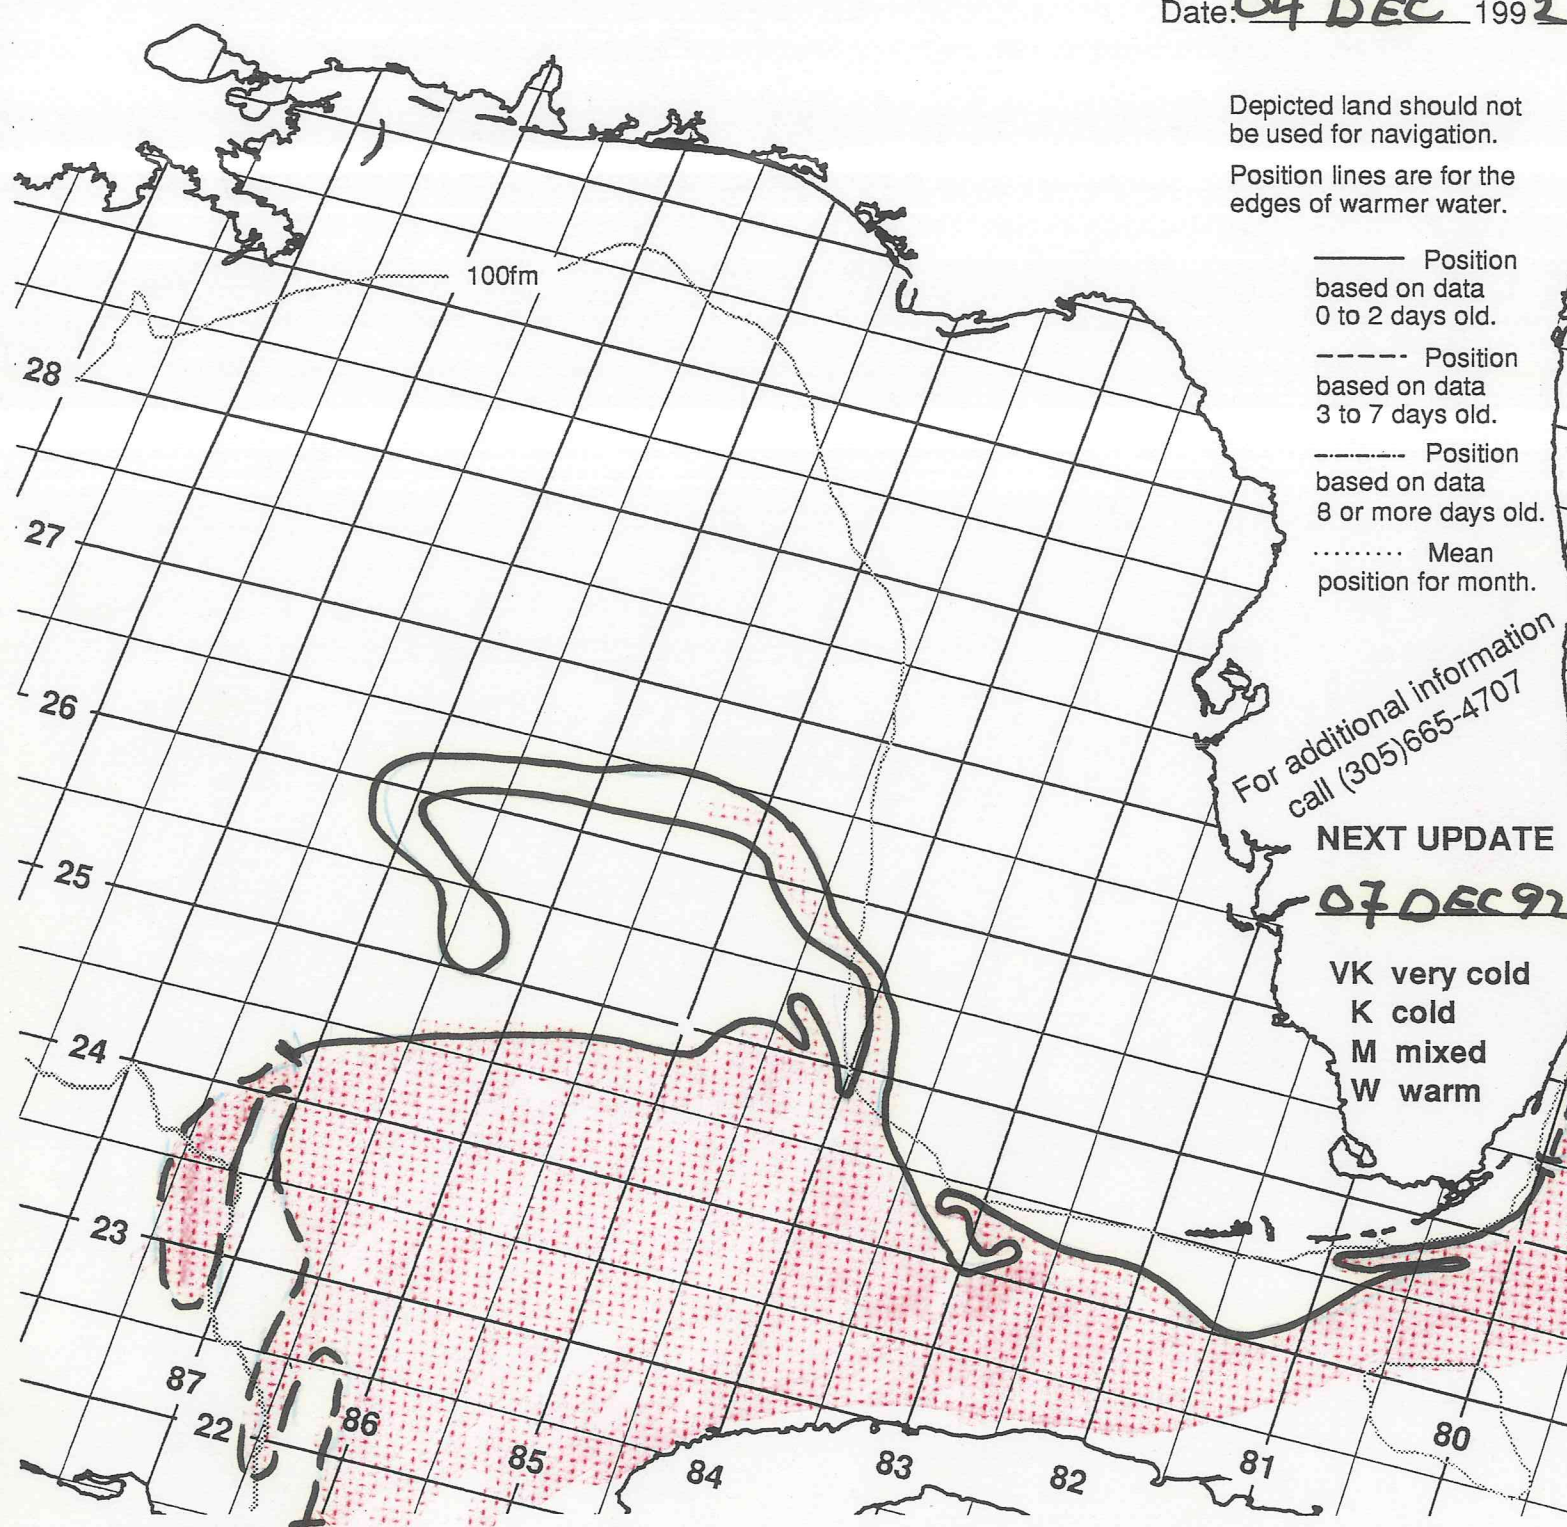 Date: 04 DEC 1992
Depicted land should not
be used for navigation.
Position lines are for the
edges of warmer water.
Position
based on data
0 to 2 days old.
Position
based on data
3 to 7 days old.
Position
based on data
8 or more days old.
Mean
position for month.
For additional information
call (305)665-4707
NEXT UPDATE
07 DEC 92
VK very cold
K cold
M mixed
W warm
100fm
28
27
26
25
24
23
22
87
86
85
84
83
82
81
80